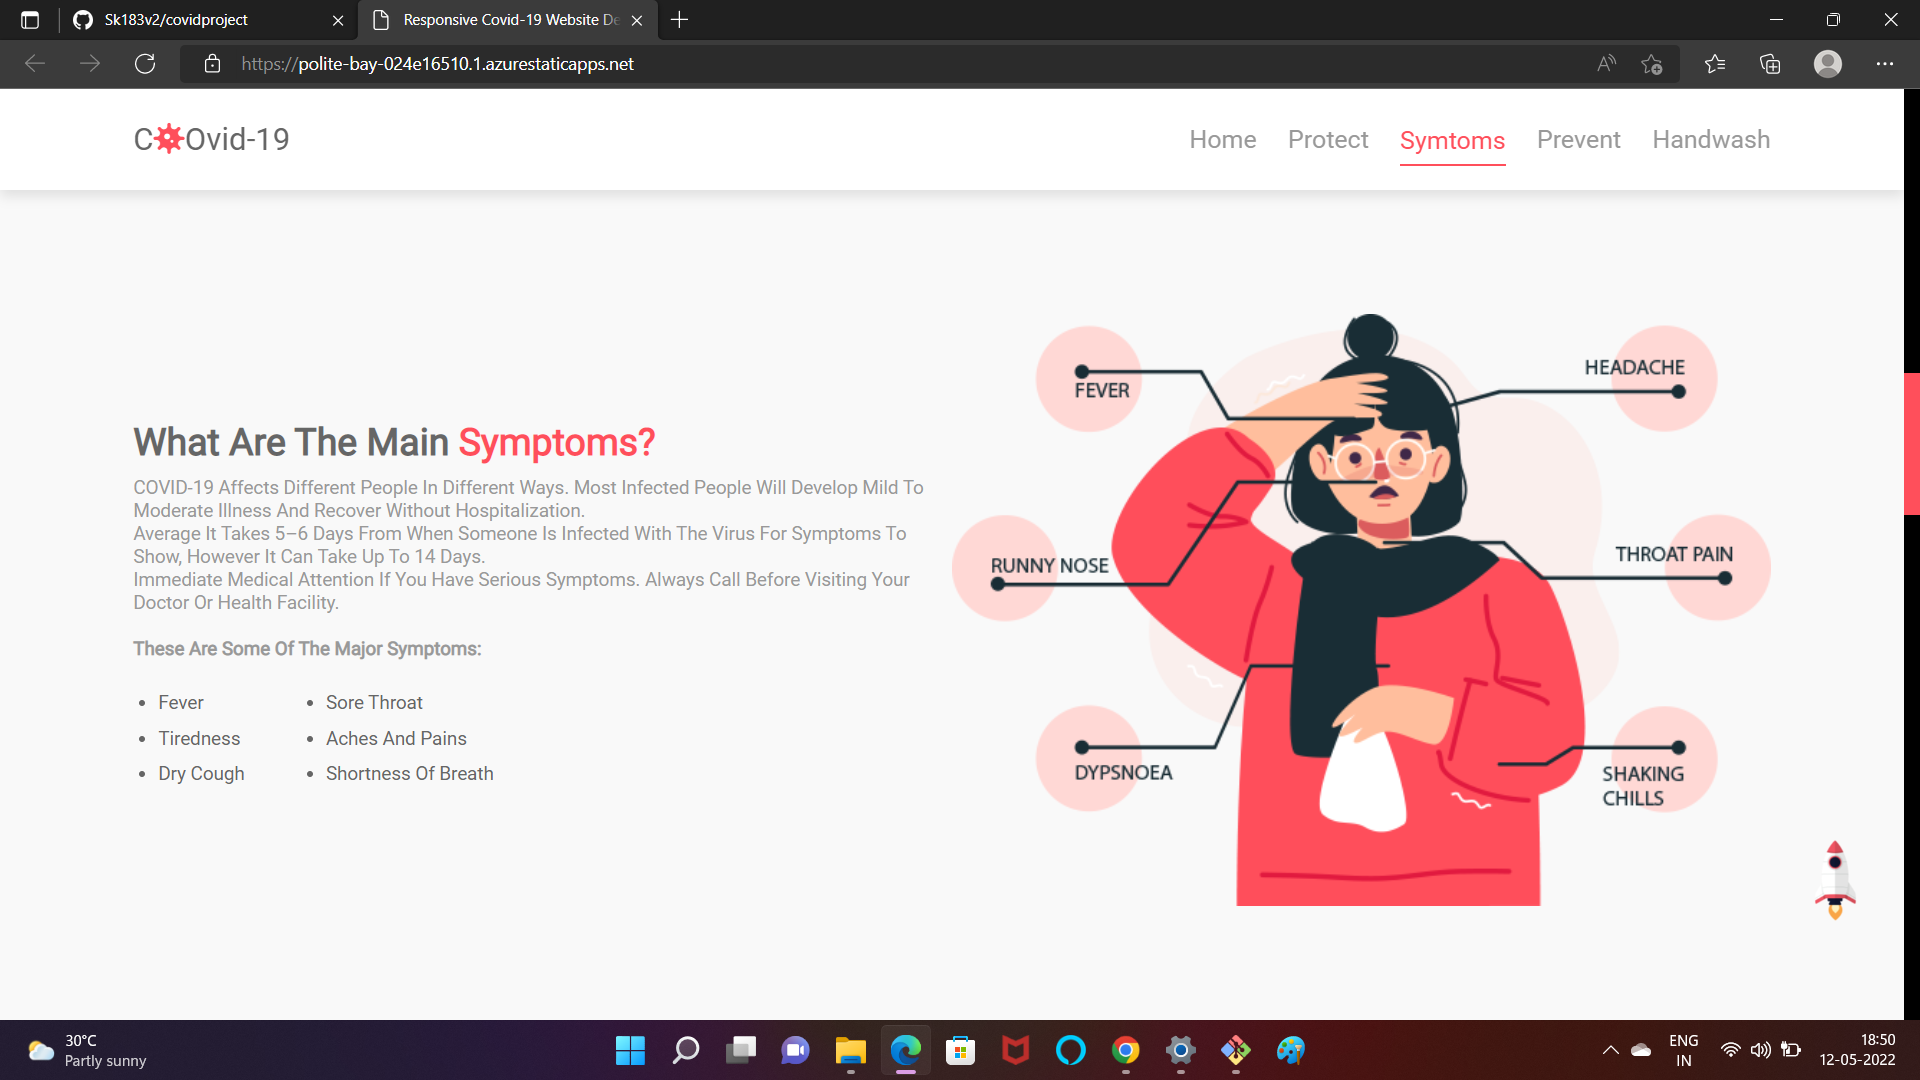 Sk183v2/covidproject
Responsive Covid-19 Website De
https://polite-bay-024e16510.1.azurestaticapps.net
COvid-19
Home Protect Symtoms Prevent Handwash
What Are The Main Symptoms?
COVID-19 Affects Different People In Different Ways. Most Infected People Will Develop Mild To
Moderate Illness And Recover Without Hospitalization.
Average It Takes 5–6 Days From When Someone Is Infected With The Virus For Symptoms To
Show, However It Can Take Up To 14 Days.
Immediate Medical Attention If You Have Serious Symptoms. Always Call Before Visiting Your
Doctor Or Health Facility.
These Are Some Of The Major Symptoms:
Fever
Tiredness
Dry Cough
Sore Throat
Aches And Pains
Shortness Of Breath
FEVER
HEADACHE
RUNNY NOSE
THROAT PAIN
DYPSNOEA
SHAKING
CHILLS
30°C
Partly sunny
ENG
IN
18:50
12-05-2022